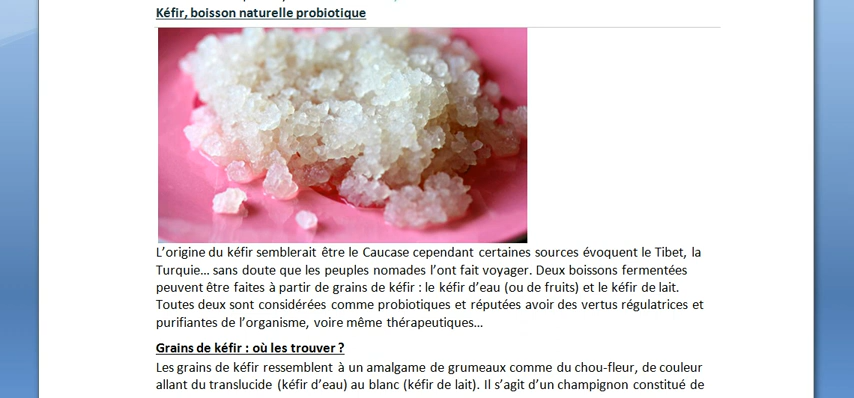 Kéfir, boisson naturelle probiotique
L’origine du kéfir semblerait être le Caucase cependant certaines sources évoquent le Tibet, la
Turquie… sans doute que les peuples nomades l’ont fait voyager. Deux boissons fermentées
peuvent être faites à partir de grains de kéfir : le kéfir d’eau (ou de fruits) et le kéfir de lait.
Toutes deux sont considérées comme probiotiques et réputées avoir des vertus régulatrices et
purifiantes de l’organisme, voire même thérapeutiques…
Grains de kéfir : où les trouver ?
Les grains de kéfir ressemblent à un amalgame de grumeaux comme du chou-fleur, de couleur
allant du translucide (kéfir d’eau) au blanc (kéfir de lait). Il s’agit d’un champignon constitué de